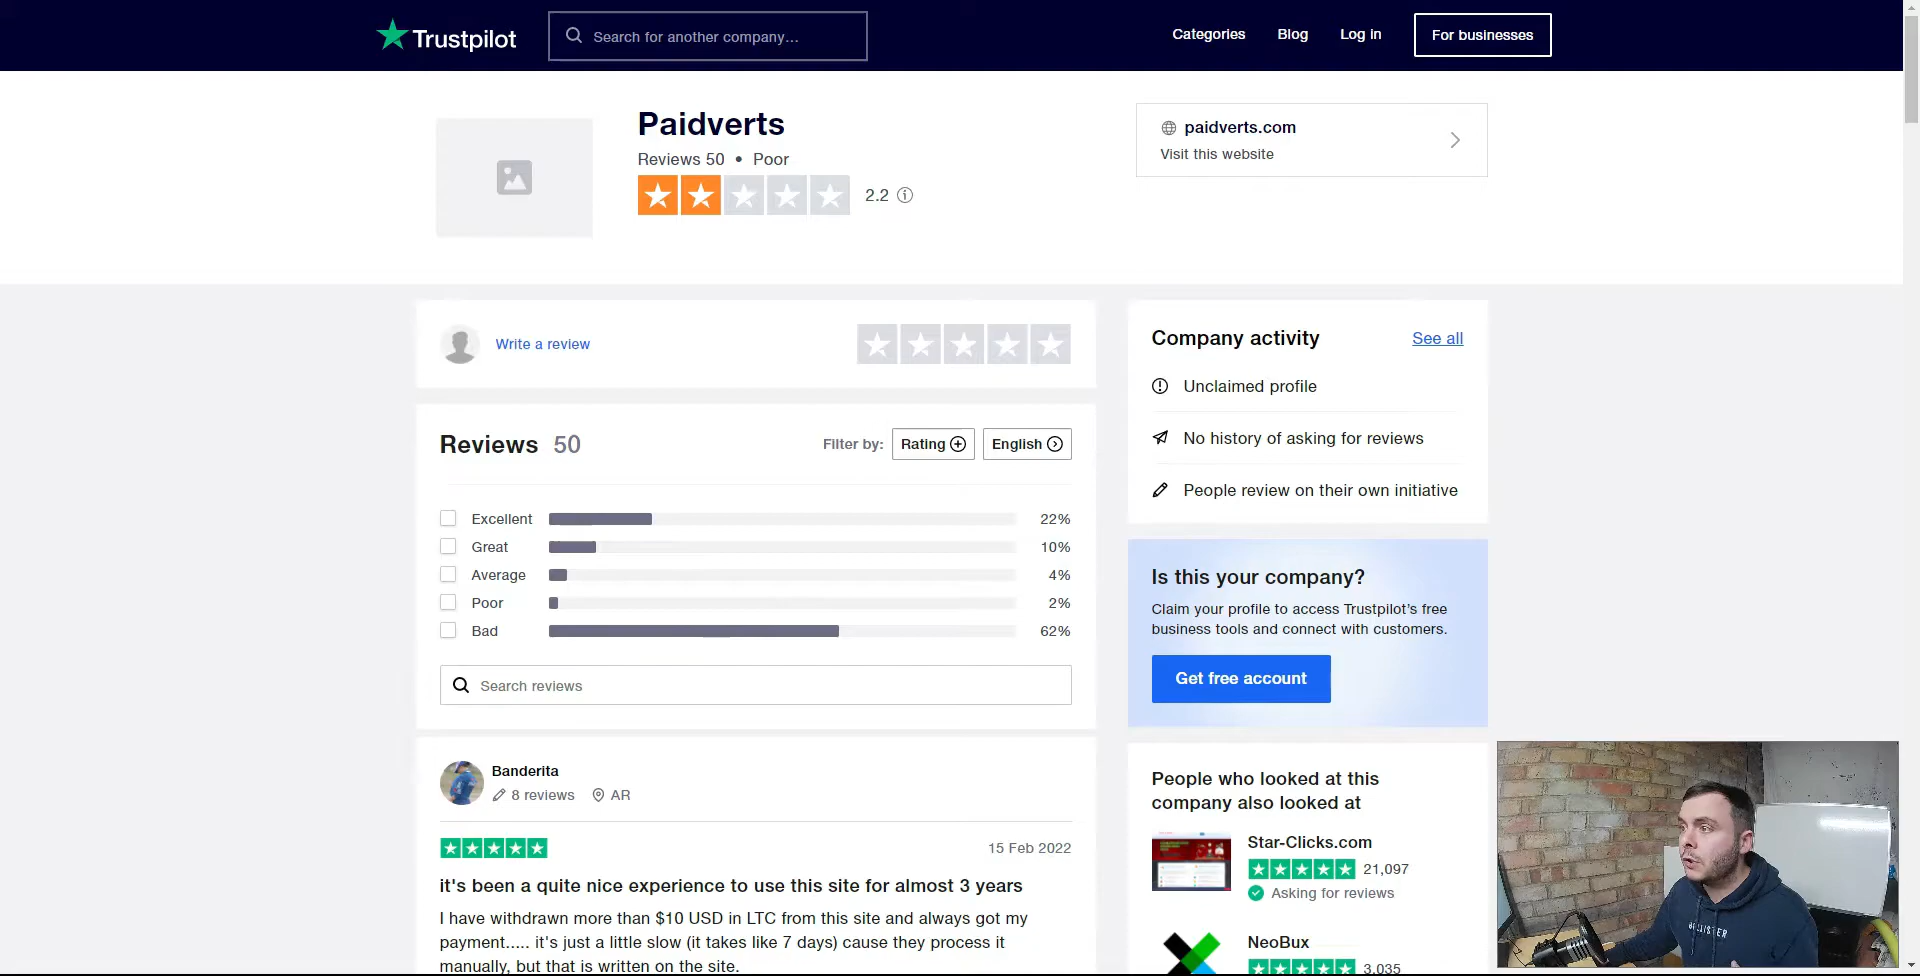 Trustpilot
Search for another company...
Categories
Blog
Log in
For businesses
Paidverts
Reviews 50 • Poor
2.2
paidverts.com
Visit this website
Write a review
Company activity
See all
Unclaimed profile
No history of asking for reviews
People review on their own initiative
Reviews 50
Filter by:
Rating
English
Excellent 22%
Great 10%
Average 4%
Poor 2%
Bad 62%
Search reviews
Is this your company?
Claim your profile to access Trustpilot's free
business tools and connect with customers.
Get free account
Banderita
8 reviews AR
15 Feb 2022
it's been a quite nice experience to use this site for almost 3 years
I have withdrawn more than $10 USD in LTC from this site and always got my
payment..... it's just a little slow (it takes like 7 days) cause they process it
manually, but that is written on the site.
People who looked at this
company also looked at
Star-Clicks.com
21,097
Asking for reviews
NeoBux
3,035